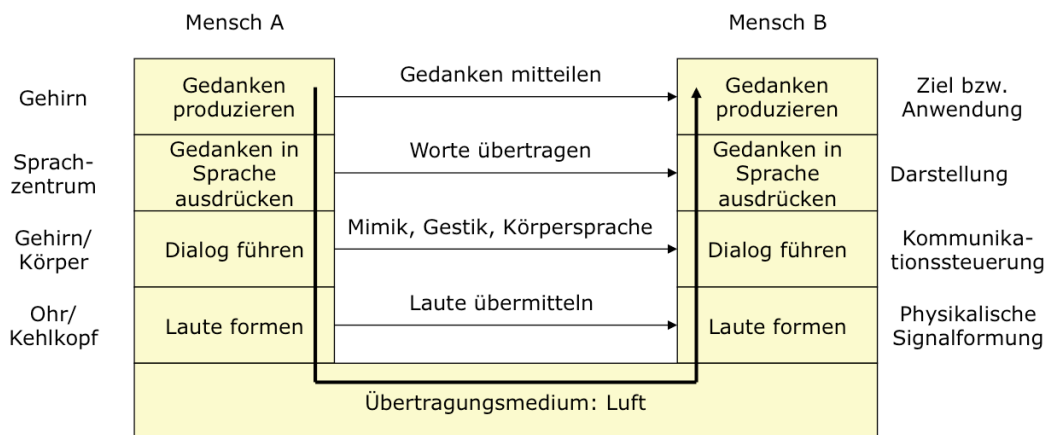 Mensch A
Mensch B
Gehirn
Gedanken
produzieren
Gedanken mitteilen
Gedanken
produzieren
Ziel bzw.
Anwendung
Sprach-
zentrum
Gedanken in
Sprache
ausdrücken
Worte übertragen
Gedanken in
Sprache
ausdrücken
Darstellung
Gehirn/
Körper
Dialog führen
Mimik, Gestik, Körpersprache
Dialog führen
Kommunika-
tionssteuerung
Ohr/
Kehlkopf
Laute formen
Laute übermitteln
Laute formen
Physikalische
Signalformung
Übertragungsmedium: Luft